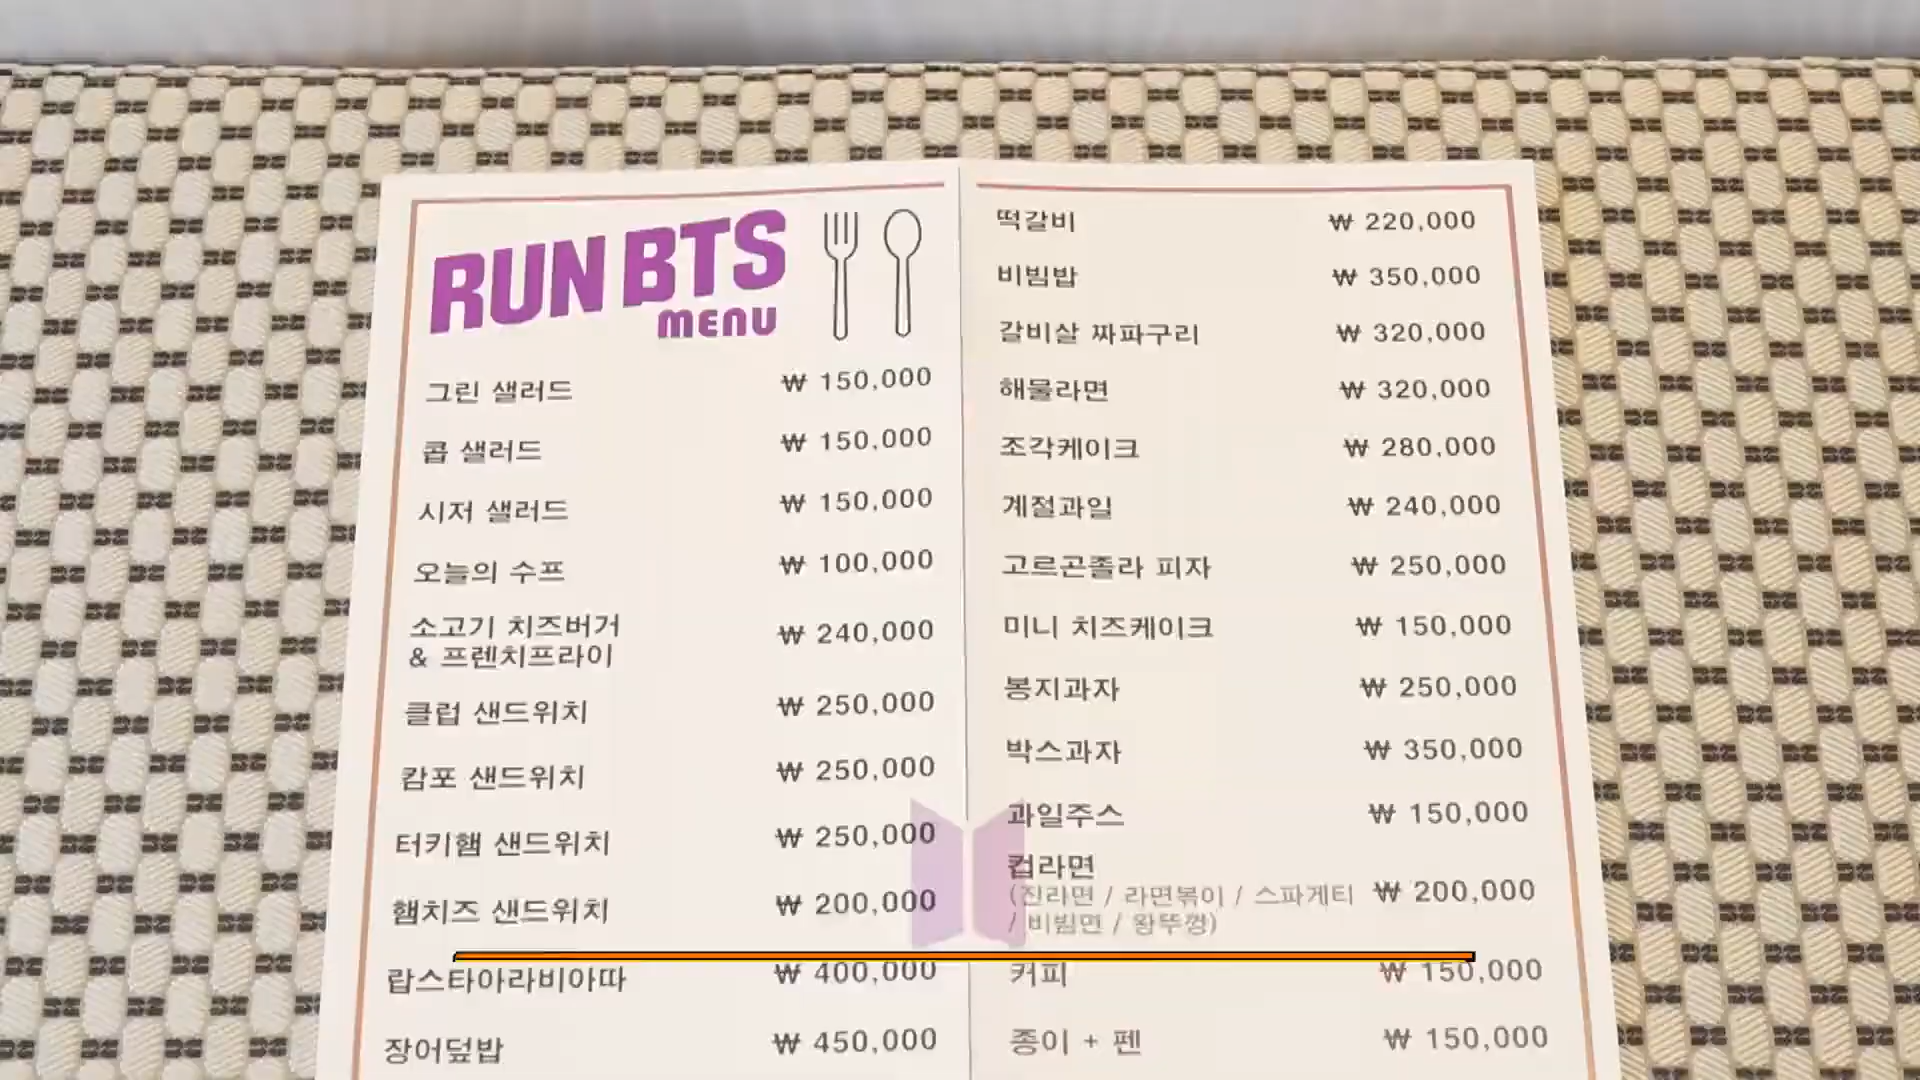 RUN BTS
MENU
그린 샐러드 ₩ 150,000
콥 샐러드 ₩ 150,000
시저 샐러드 ₩ 150,000
오늘의 수프 ₩ 100,000
소고기 치즈버거
& 프렌치프라이 ₩ 240,000
클럽 샌드위치 ₩ 250,000
캄포 샌드위치 ₩ 250,000
터키햄 샌드위치 ₩ 250,000
햄치즈 샌드위치 ₩ 200,000
랍스타아라비아따 ₩ 400,000
장어덮밥 ₩ 450,000
떡갈비 ₩ 220,000
비빔밥 ₩ 350,000
갈비살 짜파구리 ₩ 320,000
해물라면 ₩ 320,000
조각케이크 ₩ 280,000
계절과일 ₩ 240,000
고르곤졸라 피자 ₩ 250,000
미니 치즈케이크 ₩ 150,000
봉지과자 ₩ 250,000
박스과자 ₩ 350,000
과일주스 ₩ 150,000
컵라면
(진라면 / 라면볶이 / 스파게티 ₩ 200,000
/ 비빔면 / 왕뚜껑)
커피 ₩ 150,000
종이 + 펜 ₩ 150,000